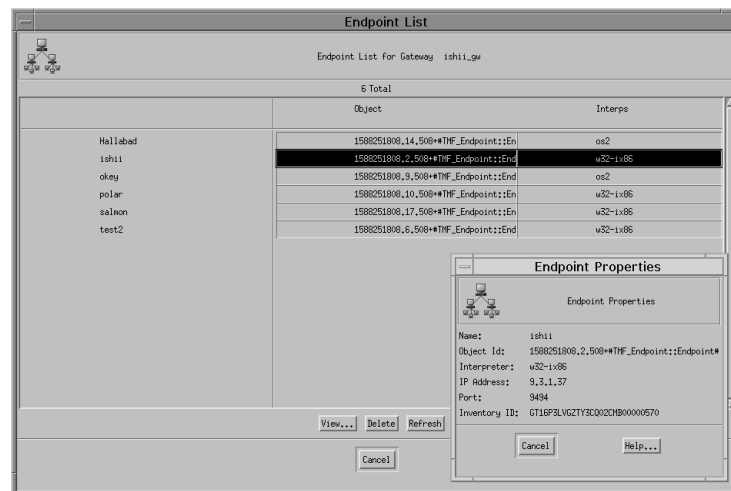 Endpoint List
Endpoint List for Gateway ishii_gw
6 Total
Object Interps
Hallabad 1588251808.14.508+#TMF_Endpoint::En os2
ishii 1588251808.2.508+#TMF_Endpoint::End w32-ix86
okey 1588251808.9.508+#TMF_Endpoint::End os2
polar 1588251808.10.508+#TMF_Endpoint::En w32-ix86
salmon 1588251808.17.508+#TMF_Endpoint::En w32-ix86
test2 1588251808.6.508+#TMF_Endpoint::End w32-ix86
View... Delete Refresh
Cancel
Endpoint Properties
Endpoint Properties
Name: ishii
Object Id: 1588251808.2.508+#TMF_Endpoint::Endpoint#
Interpreter: w32-ix86
IP Address: 9.3.1.37
Port: 9494
Inventory ID: GT16P3LVGZTY3CQ02CMB00000570
Cancel Help...